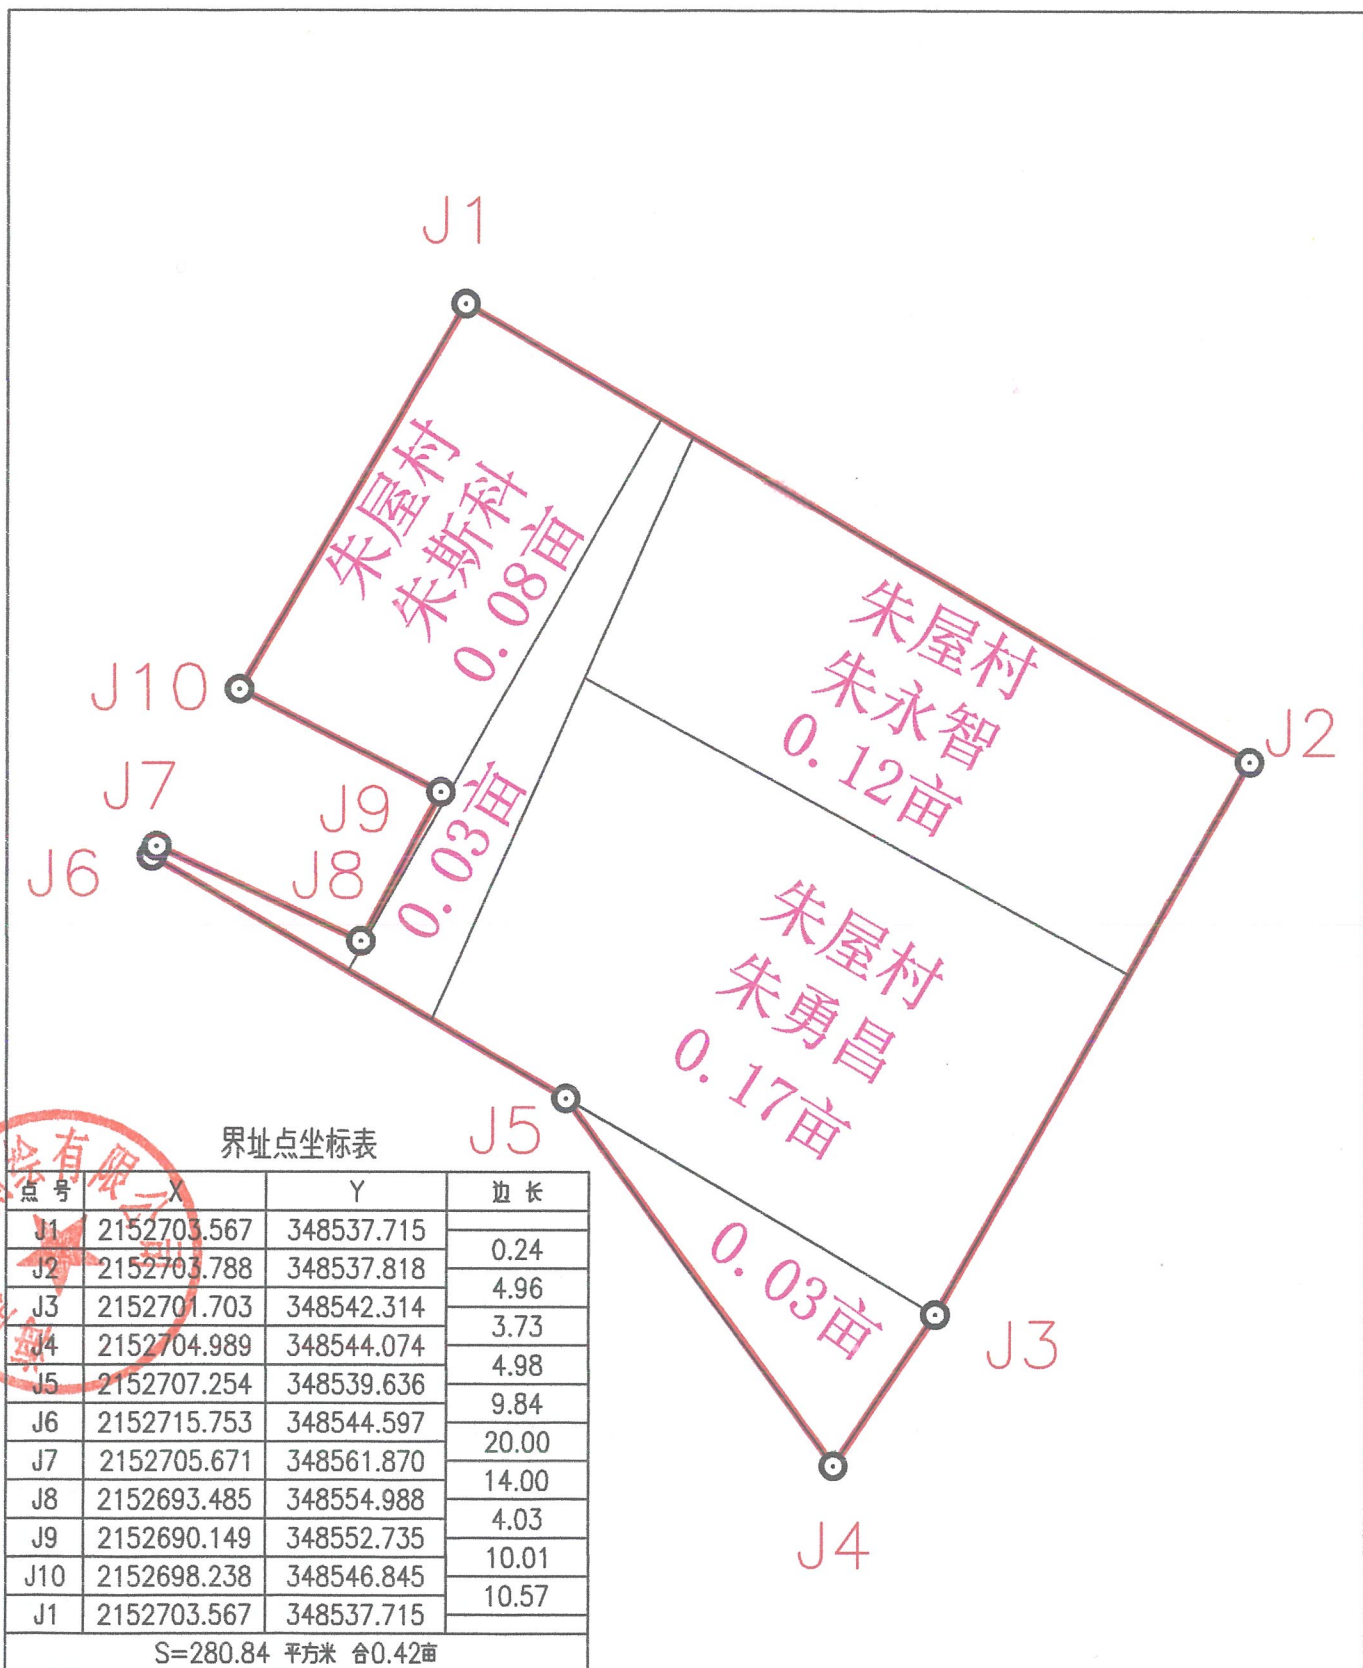 J1
朱屋村
朱斯科
0.08亩
J10
朱屋村
朱永智
0.12亩
J2
J7
J9
J6
J8
0.03亩
朱屋村
朱勇昌
0.17亩
J5
0.03亩
J3
J4
界址点坐标表
点号 X Y 边长
J1 2152703.567 348537.715
0.24
J2 2152703.788 348537.818
4.96
J3 2152701.703 348542.314
3.73
J4 2152704.989 348544.074
4.98
J5 2152707.254 348539.636
9.84
J6 2152715.753 348544.597
20.00
J7 2152705.671 348561.870
14.00
J8 2152693.485 348554.988
4.03
J9 2152690.149 348552.735
10.01
J10 2152698.238 348546.845
10.57
J1 2152703.567 348537.715
S=280.84 平方米 合0.42亩
绘有限公司